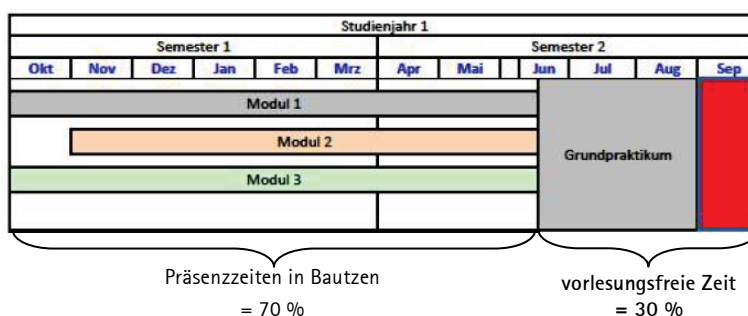 Studienjahr 1
Semester 1 Semester 2
Okt Nov Dez Jan Feb Mrz Apr Mai Jun Jul Aug Sep
Modul 1
Modul 2
Grundpraktikum
Modul 3
Präsenzzeiten in Bautzen
= 70 %
vorlesungsfreie Zeit
= 30 %